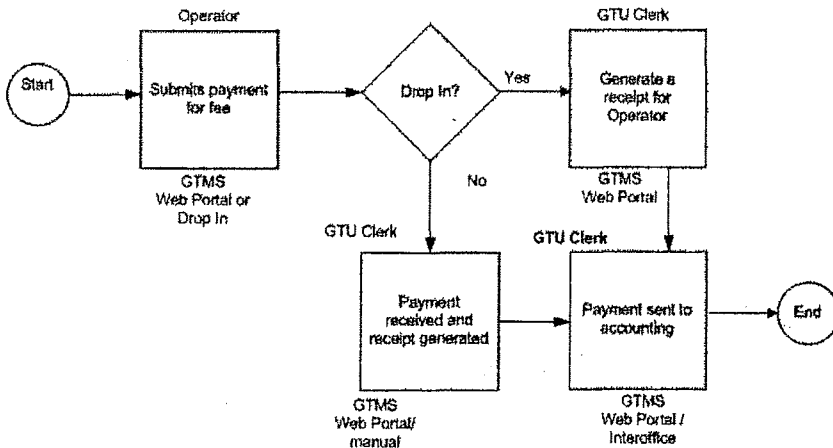 Operator
GTU Clerk
Start
Submits payment
for fee
Drop In?
Yes
Generate a
receipt for
Operator
GTMS
Web Portal or
Drop In
No
GTMS
Web Portal
GTU Clerk
GTU Clerk
Payment
received and
receipt generated
Payment sent to
accounting
End
GTMS
Web Portal/
manual
GTMS
Web Portal /
Interoffice